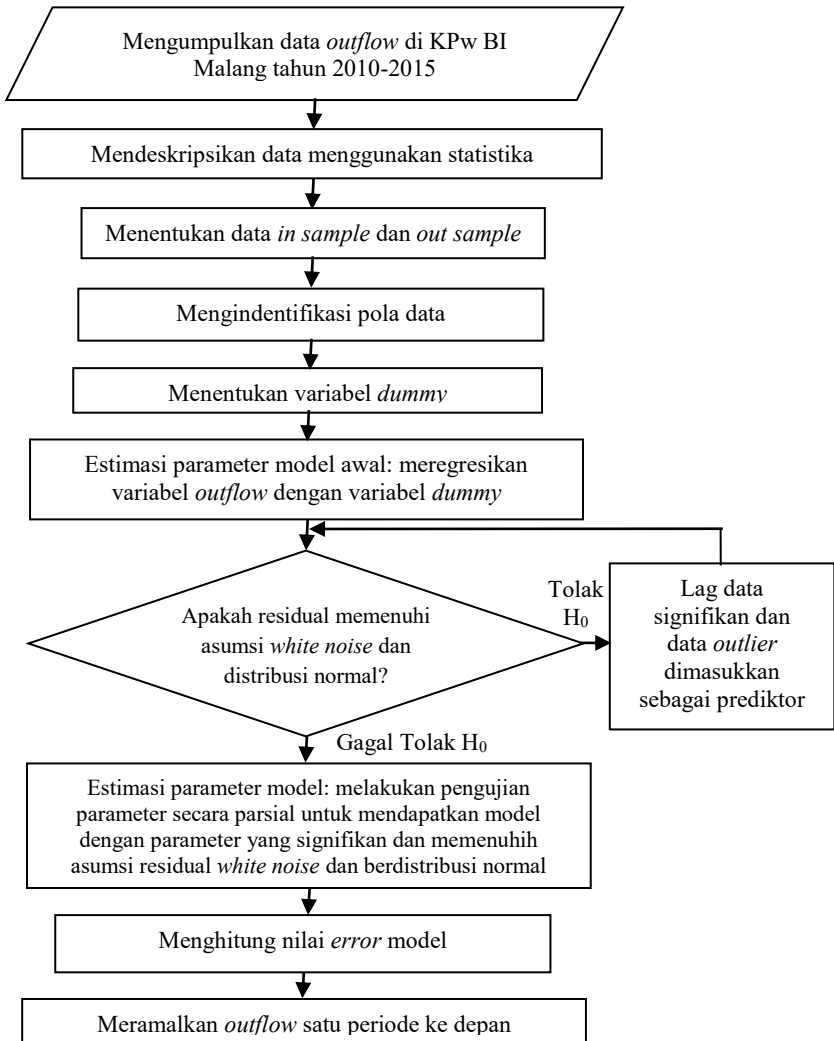 Mengumpulkan data outflow di KPw BI
Malang tahun 2010-2015
Mendeskripsikan data menggunakan statistika
Menentukan data in sample dan out sample
Mengindentifikasi pola data
Menentukan variabel dummy
Estimasi parameter model awal: meregresikan
variabel outflow dengan variabel dummy
Apakah residual memenuhi
asumsi white noise dan
distribusi normal?
Tolak
H₀
Lag data
signifikan dan
data outlier
dimasukkan
sebagai prediktor
Gagal Tolak H₀
Estimasi parameter model: melakukan pengujian
parameter secara parsial untuk mendapatkan model
dengan parameter yang signifikan dan memenuhih
asumsi residual white noise dan berdistribusi normal
Menghitung nilai error model
Meramalkan outflow satu periode ke depan